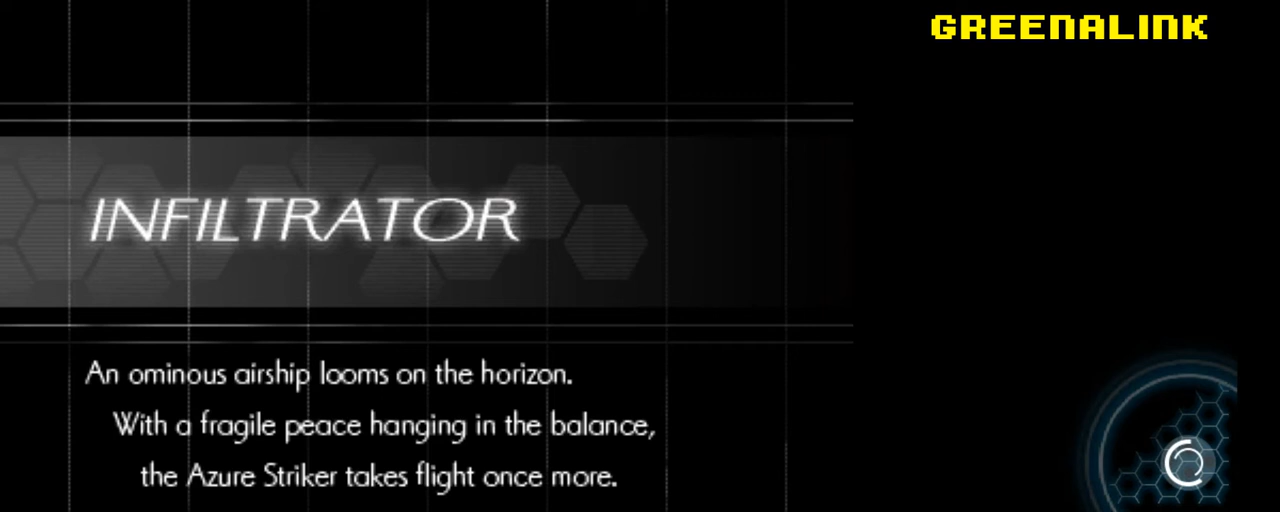 GREENALINK
INFILTRATOR
An ominous airship looms on the horizon.
With a fragile peace hanging in the balance,
the Azure Striker takes flight once more.